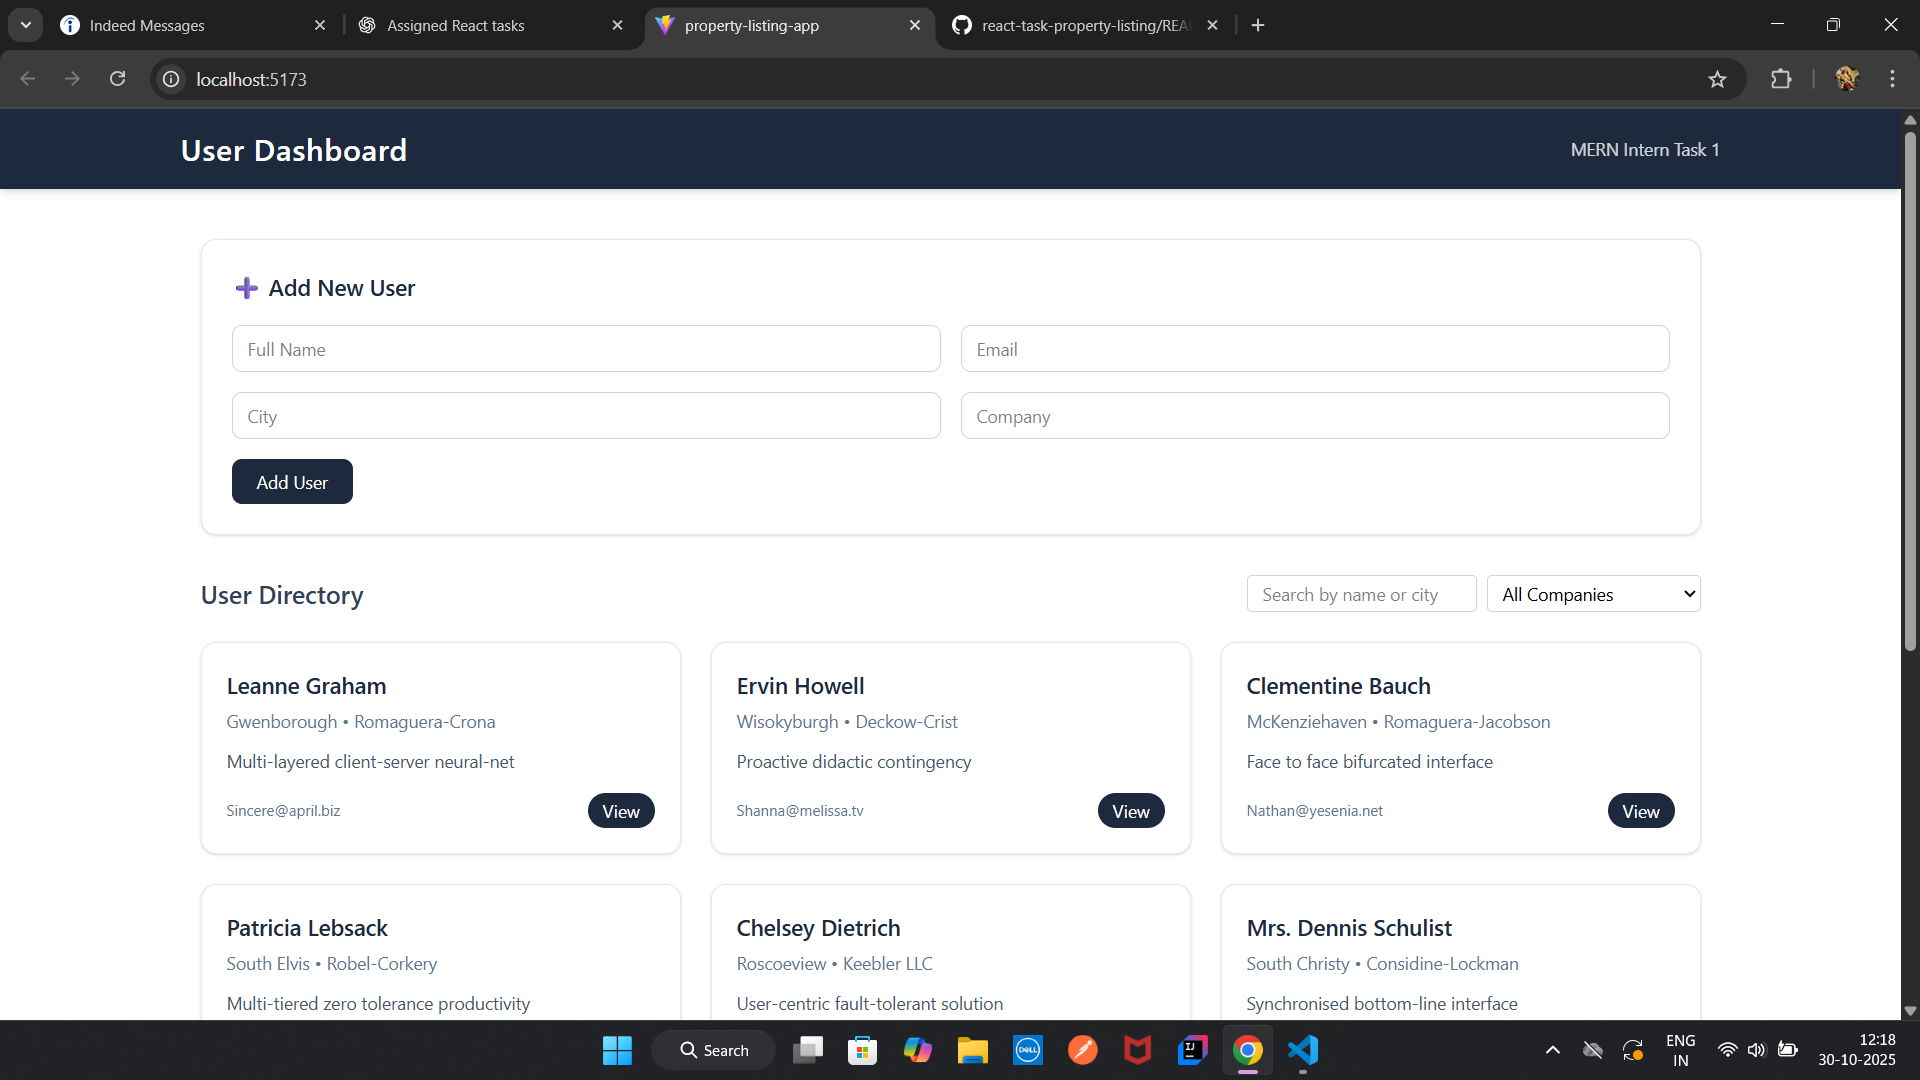 Indeed Messages
Assigned React tasks
property-listing-app
react-task-property-listing/REA
localhost:5173
User Dashboard
MERN Intern Task 1
Add New User
Full Name
Email
City
Company
Add User
User Directory
Search by name or city
All Companies
Leanne Graham
Gwenborough • Romaguera-Crona
Multi-layered client-server neural-net
Sincere@april.biz
View
Ervin Howell
Wisokyburgh • Deckow-Crist
Proactive didactic contingency
Shanna@melissa.tv
View
Clementine Bauch
McKenziehaven • Romaguera-Jacobson
Face to face bifurcated interface
Nathan@yesenia.net
View
Patricia Lebsack
South Elvis • Robel-Corkery
Multi-tiered zero tolerance productivity
Chelsey Dietrich
Roscoeview • Keebler LLC
User-centric fault-tolerant solution
Mrs. Dennis Schulist
South Christy • Considine-Lockman
Synchronised bottom-line interface
Search
DELL
IJ
ENG
IN
12:18
30-10-2025